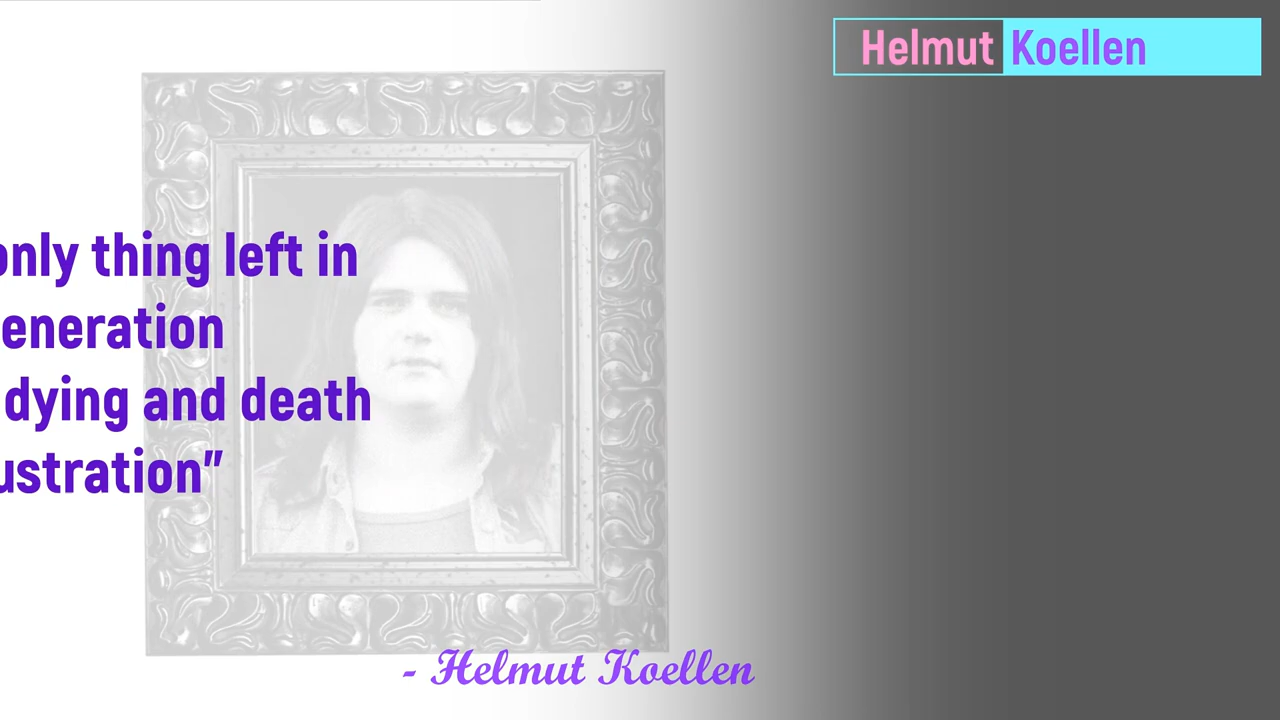 Helmut Koellen
only thing left in
eneration
dying and death
ustration”
- Helmut Koellen